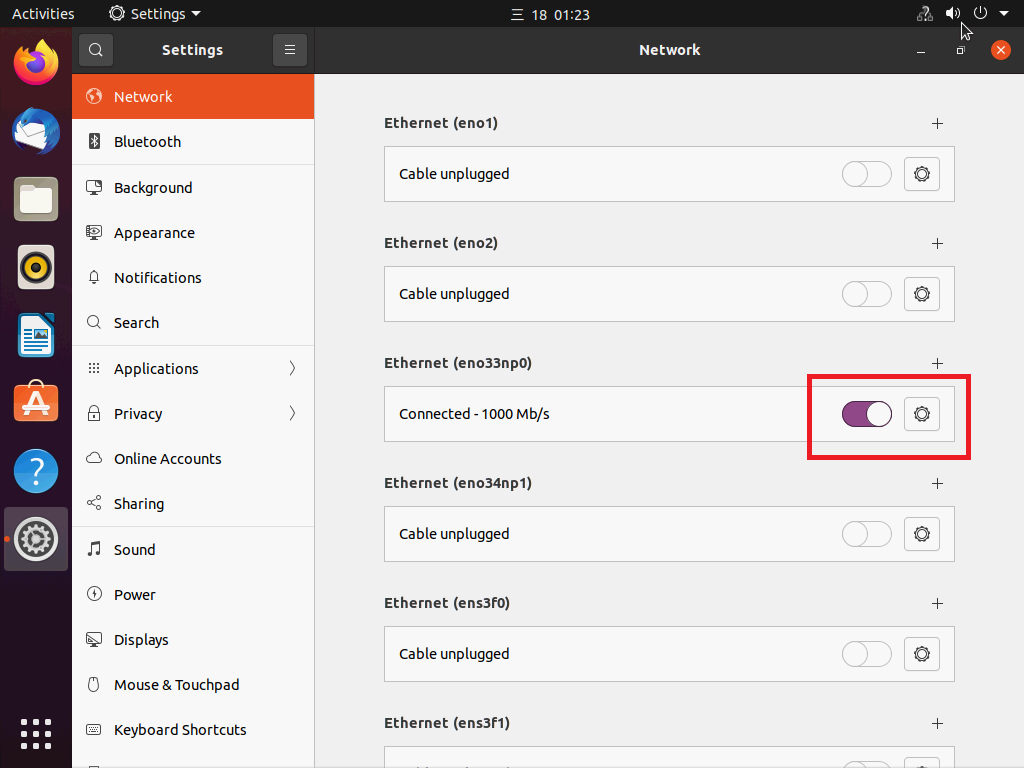 Activities
Settings
三 18 01:23
Settings
Network
Network
Bluetooth
Background
Appearance
Notifications
Search
Applications
Privacy
Online Accounts
Sharing
Sound
Power
Displays
Mouse & Touchpad
Keyboard Shortcuts
Ethernet (eno1)
Cable unplugged
Ethernet (eno2)
Cable unplugged
Ethernet (eno33np0)
Connected - 1000 Mb/s
Ethernet (eno34np1)
Cable unplugged
Ethernet (ens3f0)
Cable unplugged
Ethernet (ens3f1)